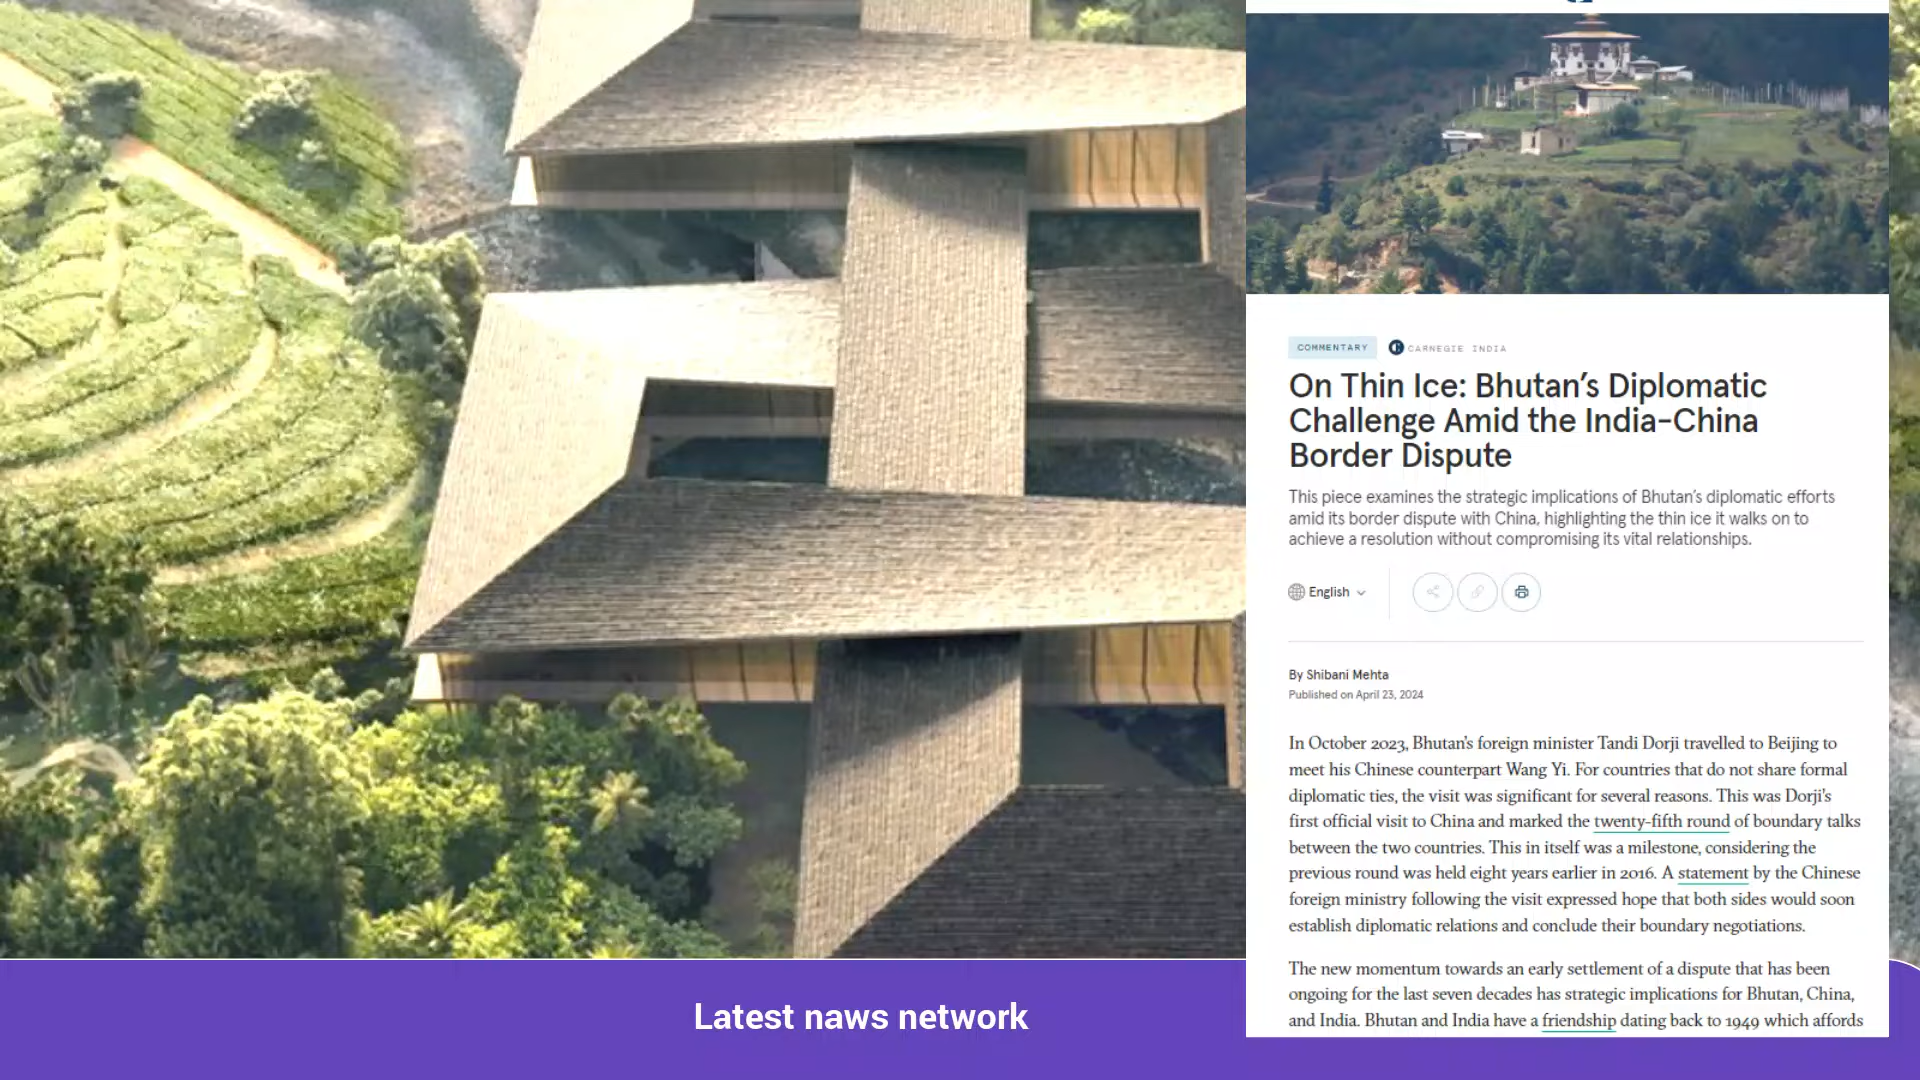 COMMENTARY CARNEGIE INDIA
On Thin Ice: Bhutan's Diplomatic
Challenge Amid the India-China
Border Dispute
This piece examines the strategic implications of Bhutan's diplomatic efforts
amid its border dispute with China, highlighting the thin ice it walks on to
achieve a resolution without compromising its vital relationships.
English
By Shibani Mehta
Published on April 23, 2024
In October 2023, Bhutan's foreign minister Tandi Dorji travelled to Beijing to
meet his Chinese counterpart Wang Yi. For countries that do not share formal
diplomatic ties, the visit was significant for several reasons. This was Dorji's
first official visit to China and marked the twenty-fifth round of boundary talks
between the two countries. This in itself was a milestone, considering the
previous round was held eight years earlier in 2016. A statement by the Chinese
foreign ministry following the visit expressed hope that both sides would soon
establish diplomatic relations and conclude their boundary negotiations.
The new momentum towards an early settlement of a dispute that has been
ongoing for the last seven decades has strategic implications for Bhutan, China,
and India. Bhutan and India have a friendship dating back to 1949 which affords
Latest naws network